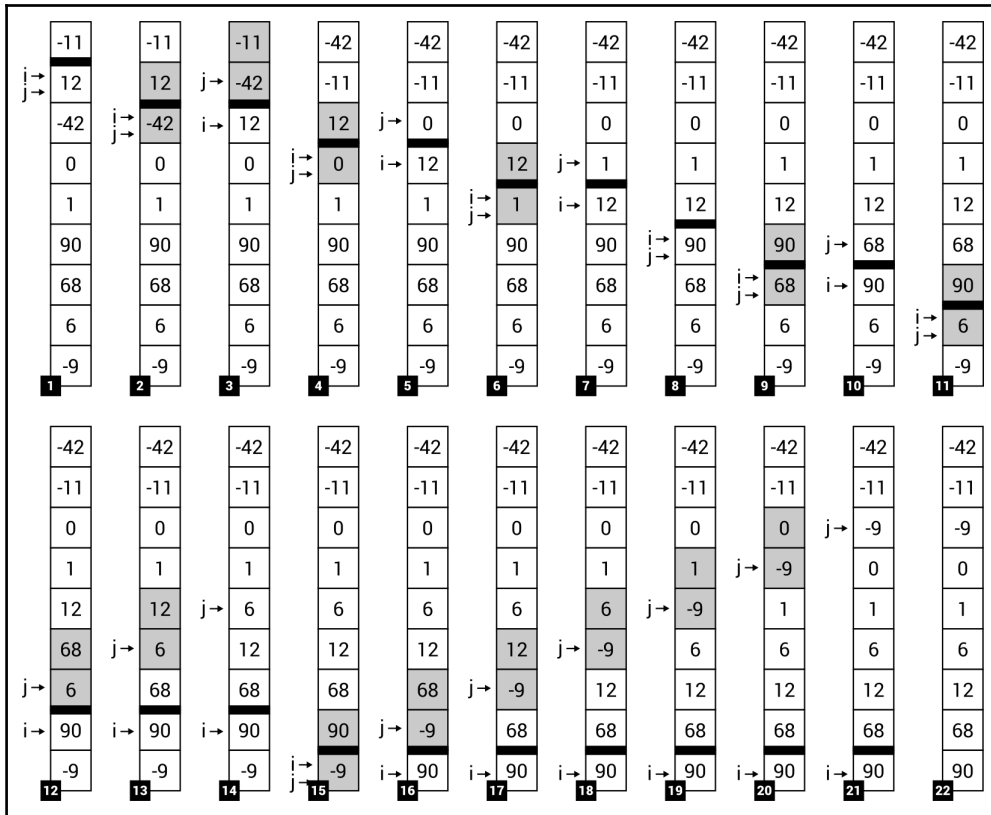 -11 -11 -11 -42 -42 -42 -42 -42 -42 -42 -42
i→ j→ 12 12 j→ -42 -11 -11 -11 -11 -11 -11 -11 -11
-42 i→ j→ -42 i→ 12 12 j→ 0 0 0 0 0 0 0
0 0 0 i→ j→ 0 i→ 12 12 j→ 1 1 1 1 1
1 1 1 1 1 i→ j→ 1 i→ 12 12 12 12 12
90 90 90 90 90 90 90 i→ j→ 90 90 j→ 68 68
68 68 68 68 68 68 68 68 i→ j→ 68 i→ 90 90
6 6 6 6 6 6 6 6 6 6 i→ j→ 6
-9 -9 -9 -9 -9 -9 -9 -9 -9 -9 -9
1 2 3 4 5 6 7 8 9 10 11
-42 -42 -42 -42 -42 -42 -42 -42 -42 -42 -42
-11 -11 -11 -11 -11 -11 -11 -11 -11 -11 -11
0 0 0 0 0 0 0 0 0 j→ -9 -9
1 1 1 1 1 1 1 1 j→ -9 0 0
12 12 j→ 6 6 6 6 6 j→ -9 1 1 1
68 j→ 6 12 12 12 12 j→ -9 6 6 6 6
j→ 6 68 68 68 68 j→ -9 12 12 12 12 12
i→ 90 i→ 90 i→ 90 90 j→ -9 68 68 68 68 68 68
-9 -9 -9 i→ j→ -9 i→ 90 i→ 90 i→ 90 i→ 90 i→ 90 i→ 90 90
12 13 14 15 16 17 18 19 20 21 22